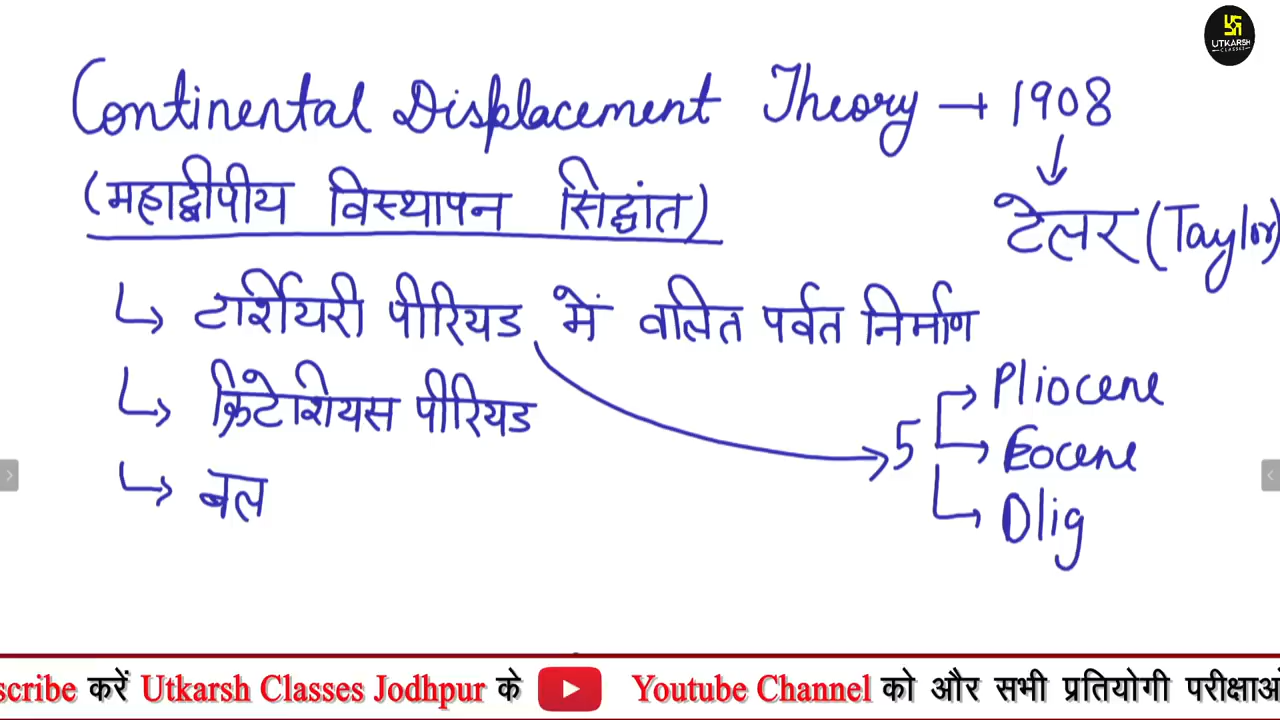 UTKARSH
CLASSES
Continental Displacement Theory → 1908
(महाद्वीपीय विस्थापन सिद्धांत)
टेलर (Taylor)
↳ टार्शियरी पीरियड में वलित पर्वत निर्माण
↳ क्रिटेशियस पीरियड
↳ बल
5
Pliocene
Eocene
Olig
scribe करें Utkarsh Classes Jodhpur के Youtube Channel को और सभी प्रतियोगी परीक्षाओ